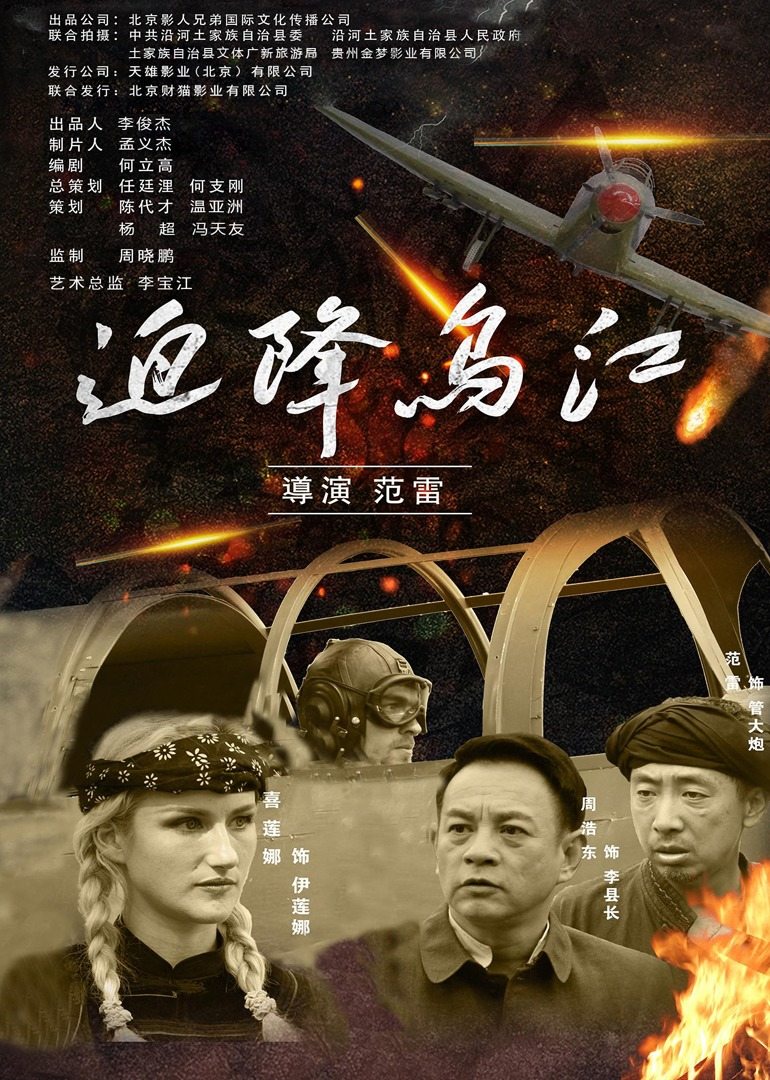 出品公司：北京影人兄弟国际文化传播公司
联合拍摄：中共沿河土家族自治县委 沿河土家族自治县人民政府
土家族自治县文体广新旅游局 贵州金梦影业有限公司
发行公司：天雄影业（北京）有限公司
联合发行：北京财猫影业有限公司
出品人 李俊杰
制片人 孟义杰
编剧 何立高
总策划 任廷浬 何支刚
策划 陈代才 温亚洲
杨超 冯天友
监制 周晓鹏
艺术总监 李宝江
迫降乌江
導演 范雷
范雷 饰 管大炮
喜莲娜 饰 伊莲娜
周浩东 饰 李县长